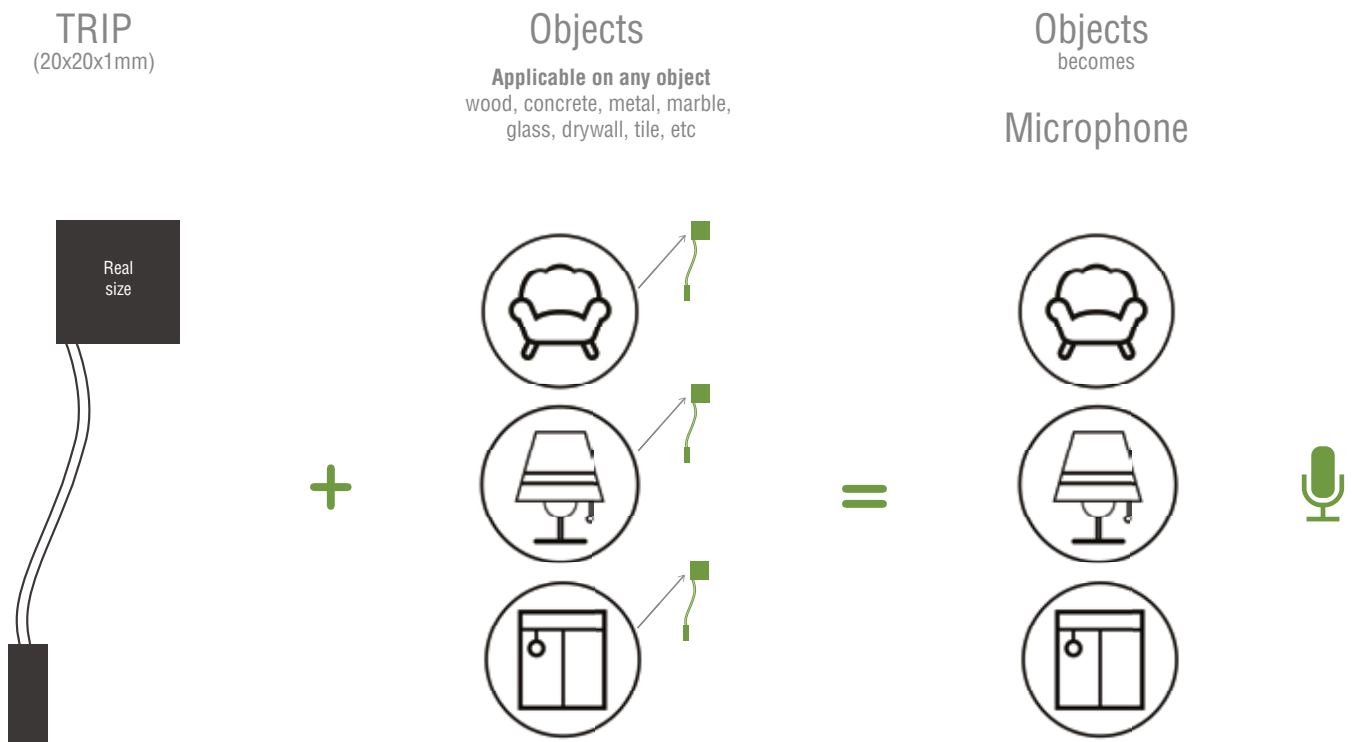 TRIP
(20x20x1mm)
Real
size
Objects
Applicable on any object
wood, concrete, metal, marble,
glass, drywall, tile, etc
Objects
becomes
Microphone